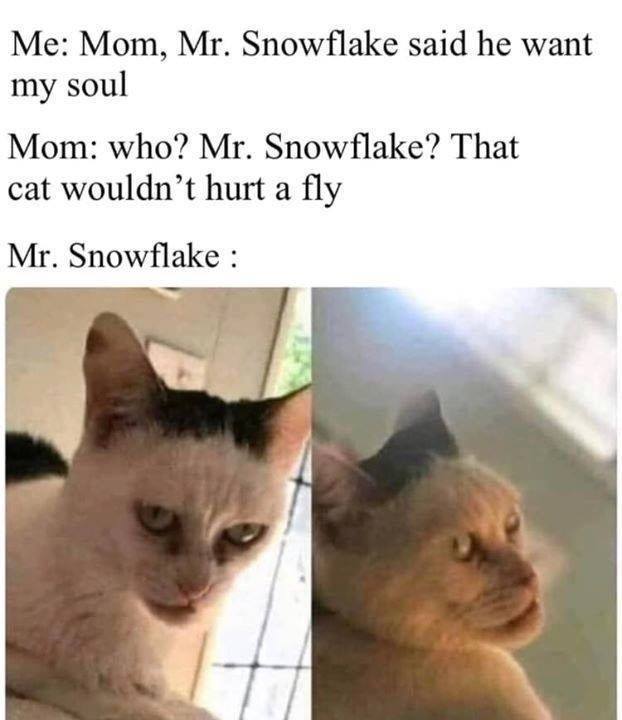 Me: Mom, Mr. Snowflake said he want
my soul
Mom: who? Mr. Snowflake? That
cat wouldn’t hurt a fly
Mr. Snowflake :